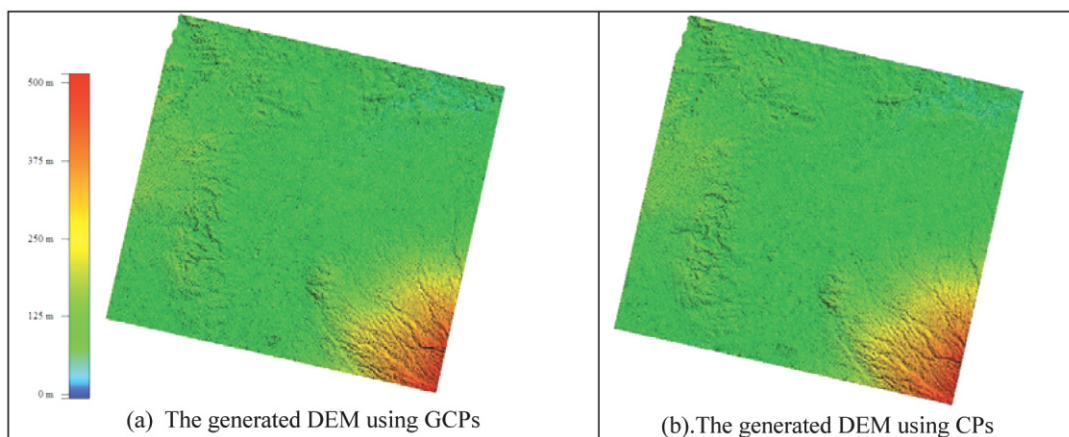 500 m
375 m
250 m
125 m
0 m
(a) The generated DEM using GCPs
(b).The generated DEM using CPs